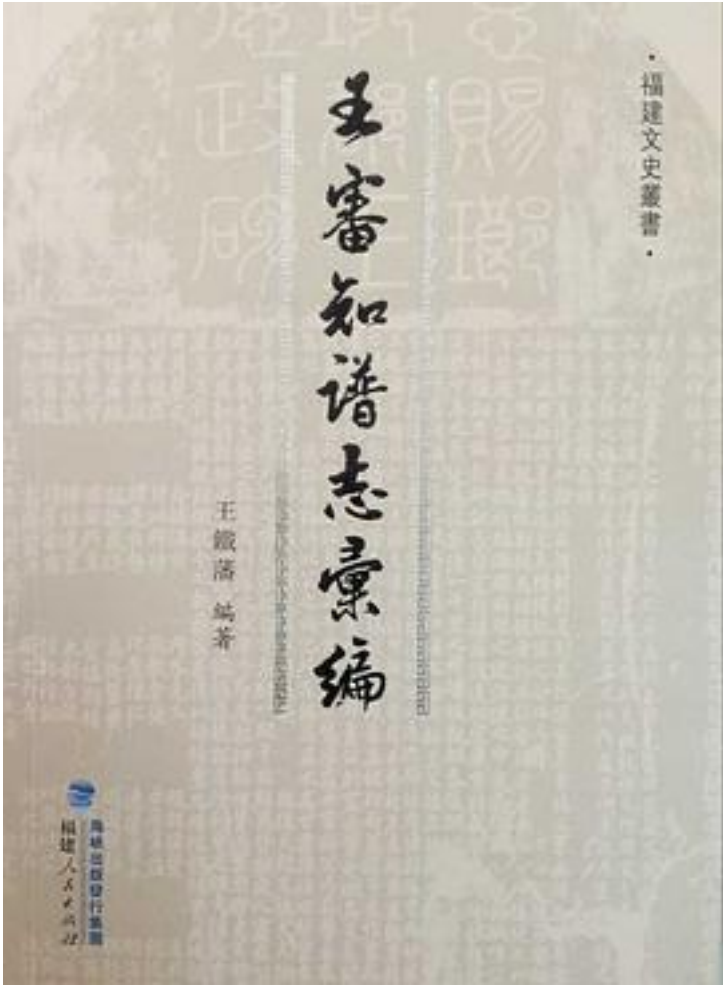 ·福建文史叢書·
王審知譜志彙編
王鐵藩 編著
海峽出版發行集團
福建人民出版社